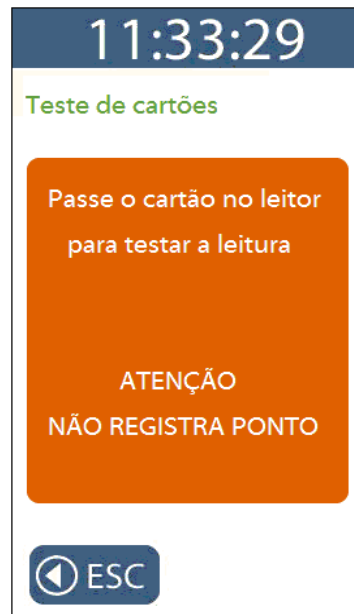 11:33:29
Teste de cartões
Passe o cartão no leitor
para testar a leitura
ATENÇÃO
NÃO REGISTRA PONTO
ESC